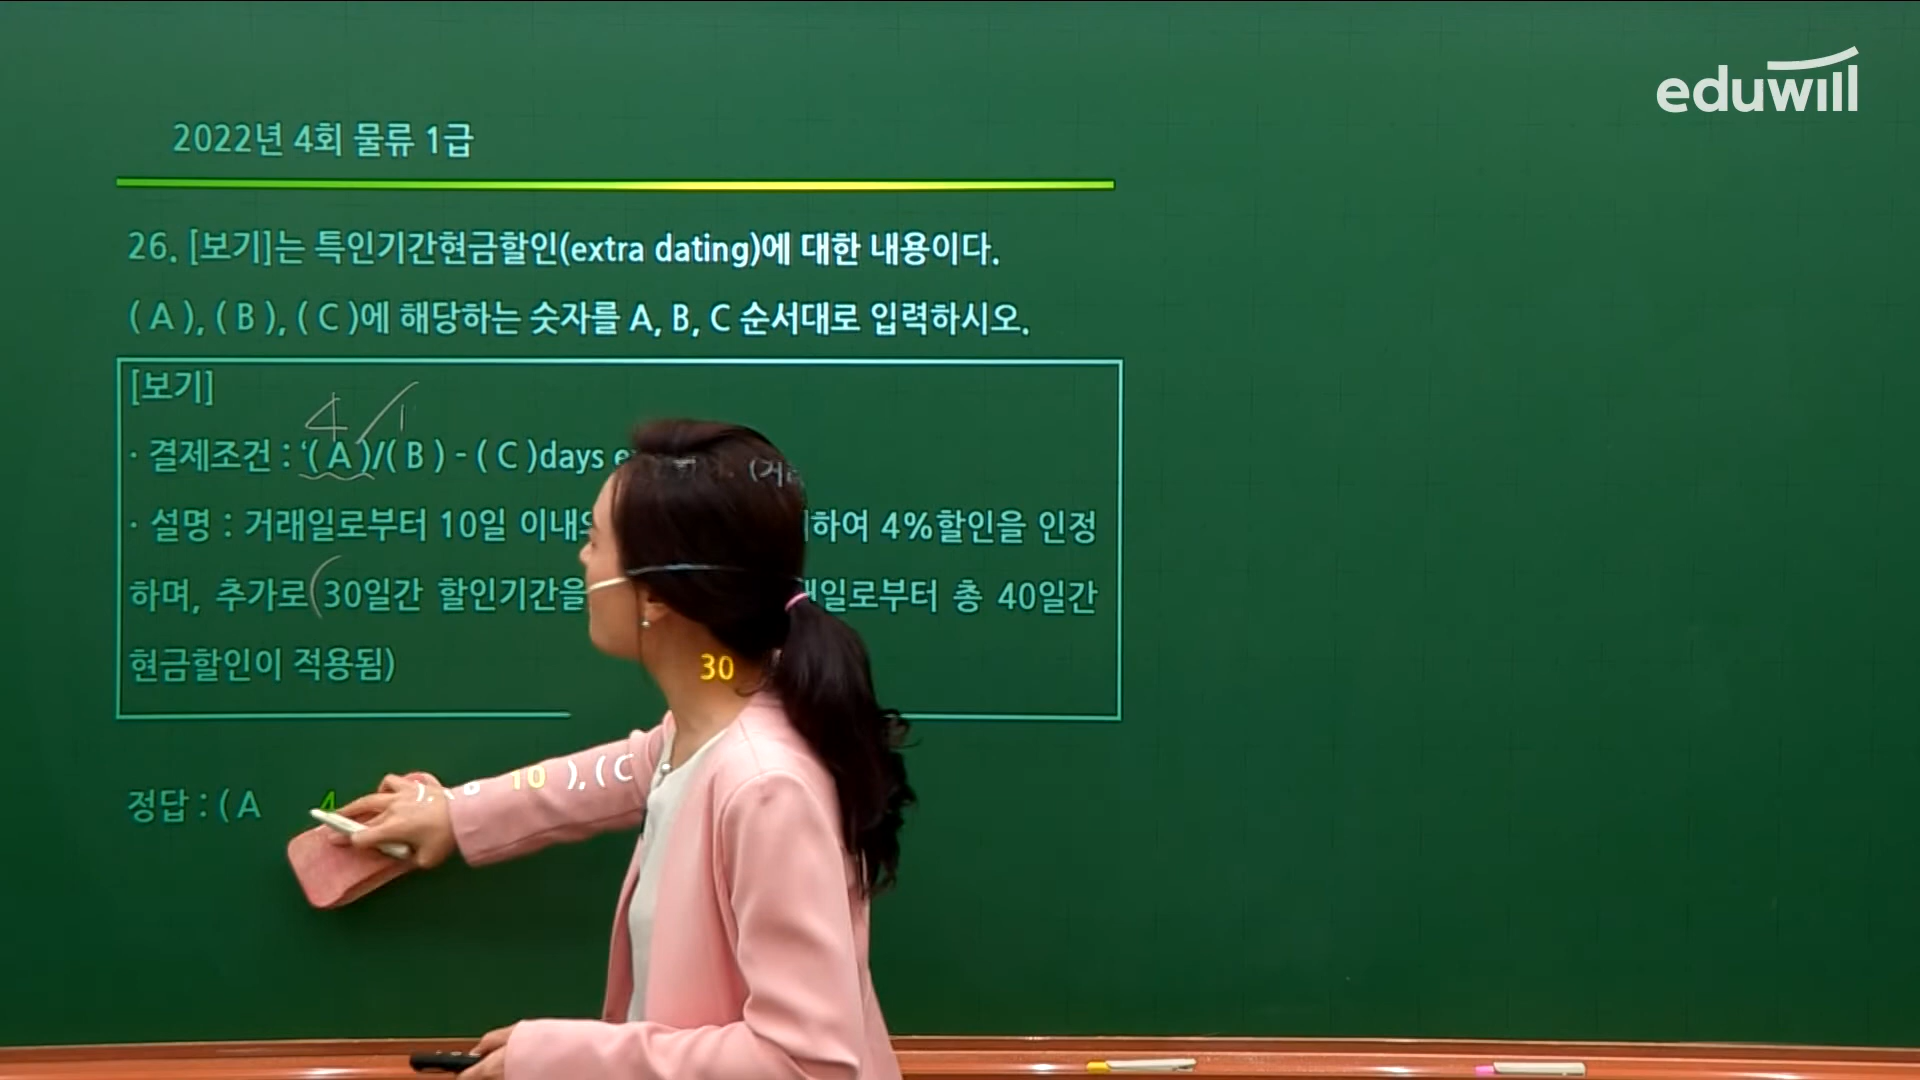 eduwill
2022년 4회 물류 1급
26. [보기]는 특인기간현금할인(extra dating)에 대한 내용이다.
( A ), ( B ), ( C )에 해당하는 숫자를 A, B, C 순서대로 입력하시오.
[보기]
4
· 결제조건 : ‘( A )/( B ) - ( C )days
· 설명 : 거래일로부터 10일 이내의 하여 4%할인을 인정
하며, 추가로 30일간 할인기간을 일로부터 총 40일간
현금할인이 적용됨)
30
정답 : ( A 4 ), ( B 10 ), ( C